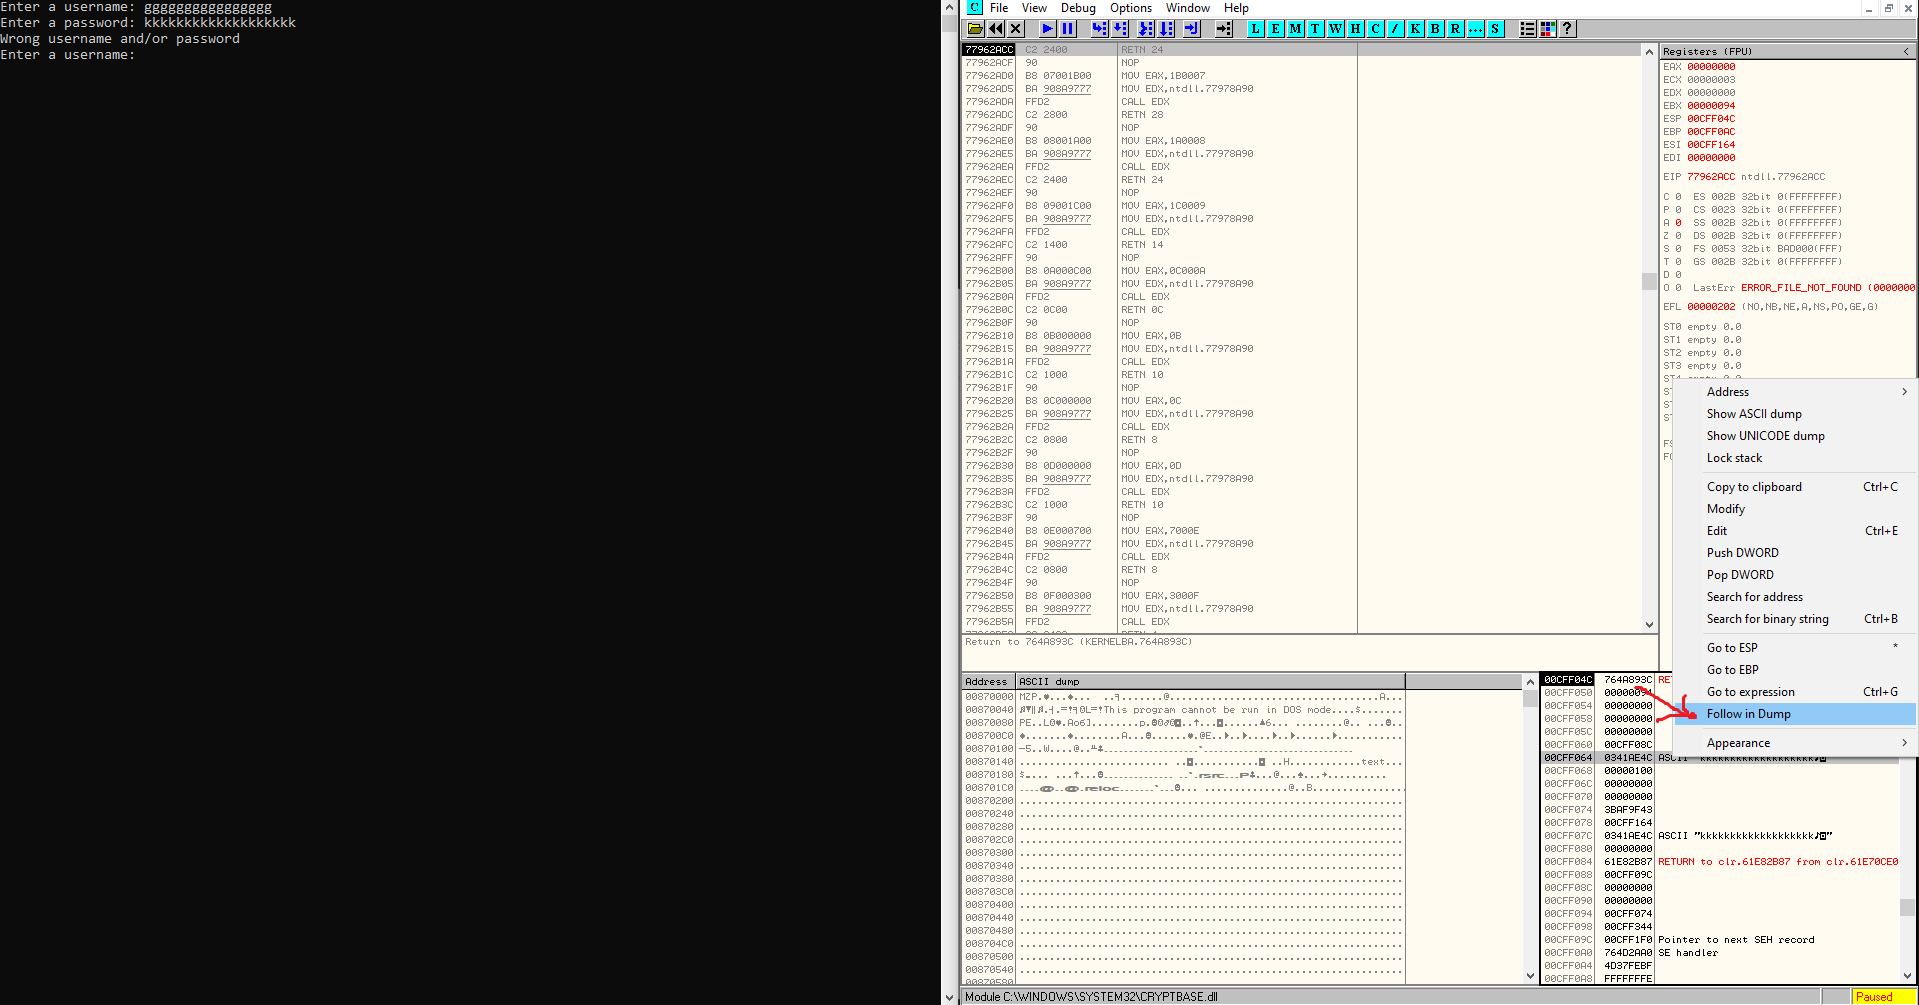 Enter a username: gggggggggggggggg
Enter a password: kkkkkkkkkkkkkkkkkkk
Wrong username and/or password
Enter a username:
C File View Debug Options Window Help
L E M T W H C / K B R ... S ?
77962ACC C2 2400 RETN 24
77962ACF 90 NOP
77962AD0 B8 07001B00 MOV EAX,1B0007
77962AD5 BA 908A9777 MOV EDX,ntdll.77978A90
77962ADA FFD2 CALL EDX
77962ADC C2 2800 RETN 28
77962ADF 90 NOP
77962AE0 B8 08001A00 MOV EAX,1A0008
77962AE5 BA 908A9777 MOV EDX,ntdll.77978A90
77962AEA FFD2 CALL EDX
77962AEC C2 2400 RETN 24
77962AEF 90 NOP
77962AF0 B8 09001C00 MOV EAX,1C0009
77962AF5 BA 908A9777 MOV EDX,ntdll.77978A90
77962AFA FFD2 CALL EDX
77962AFC C2 1400 RETN 14
77962AFF 90 NOP
77962B00 B8 0A000C00 MOV EAX,0C000A
77962B05 BA 908A9777 MOV EDX,ntdll.77978A90
77962B0A FFD2 CALL EDX
77962B0C C2 0C00 RETN 0C
77962B0F 90 NOP
77962B10 B8 0B000000 MOV EAX,0B
77962B15 BA 908A9777 MOV EDX,ntdll.77978A90
77962B1A FFD2 CALL EDX
77962B1C C2 1000 RETN 10
77962B1F 90 NOP
77962B20 B8 0C000000 MOV EAX,0C
77962B25 BA 908A9777 MOV EDX,ntdll.77978A90
77962B2A FFD2 CALL EDX
77962B2C C2 0800 RETN 8
77962B2F 90 NOP
77962B30 B8 0D000000 MOV EAX,0D
77962B35 BA 908A9777 MOV EDX,ntdll.77978A90
77962B3A FFD2 CALL EDX
77962B3C C2 1000 RETN 10
77962B3F 90 NOP
77962B40 B8 0E000700 MOV EAX,7000E
77962B45 BA 908A9777 MOV EDX,ntdll.77978A90
77962B4A FFD2 CALL EDX
77962B4C C2 0800 RETN 8
77962B4F 90 NOP
77962B50 B8 0F000300 MOV EAX,3000F
77962B55 BA 908A9777 MOV EDX,ntdll.77978A90
77962B5A FFD2 CALL EDX
Return to 764A893C (KERNELBA.764A893C)
Registers (FPU) <
EAX 00000000
ECX 00000003
EDX 00000000
EBX 00000094
ESP 00CFF04C
EBP 00CFF0AC
ESI 00CFF164
EDI 00000000
EIP 77962ACC ntdll.77962ACC
C 0 ES 002B 32bit 0(FFFFFFFF)
P 0 CS 0023 32bit 0(FFFFFFFF)
A 0 SS 002B 32bit 0(FFFFFFFF)
Z 0 DS 002B 32bit 0(FFFFFFFF)
S 0 FS 0053 32bit BAD000(FFF)
T 0 GS 002B 32bit 0(FFFFFFFF)
D 0
O 0 LastErr ERROR_FILE_NOT_FOUND (0000000
EFL 00000202 (NO,NB,NE,A,NS,PO,GE,G)
ST0 empty 0.0
ST1 empty 0.0
ST2 empty 0.0
ST3 empty 0.0
Address
Show ASCII dump
Show UNICODE dump
Lock stack
Copy to clipboard Ctrl+C
Modify
Edit Ctrl+E
Push DWORD
Pop DWORD
Search for address
Search for binary string Ctrl+B
Go to ESP *
Go to EBP
Go to expression Ctrl+G
Follow in Dump
Appearance
Address ASCII dump
00870000
00870040 This program cannot be run in DOS mode
00870080
008700C0
00870100
00870140 text
00870180 .rsrc
008701C0 .reloc
00870200
00870240
00870280
008702C0
00870300
00870340
00870380
008703C0
00870400
00870440
00870480
008704C0
00870500
00870540
00870580
00CFF04C 764A893C
00CFF050 00000094
00CFF054 00000000
00CFF058 00000000
00CFF05C 00000000
00CFF060 00CFF08C
00CFF064 0341AE4C ASCII "kkkkkkkkkkkkkkkkkkk
00CFF068 00000100
00CFF06C 00000000
00CFF070 00000000
00CFF074 3BAF9F43
00CFF078 00CFF164
00CFF07C 0341AE4C ASCII "kkkkkkkkkkkkkkkkkkk♪◙"
00CFF080 00000000
00CFF084 61E82B87 RETURN to clr.61E82B87 from clr.61E70CE0
00CFF088 00CFF09C
00CFF08C 00000000
00CFF090 00000000
00CFF094 00CFF074
00CFF098 00CFF344
00CFF09C 00CFF1F0 Pointer to next SEH record
00CFF0A0 764D2AA0 SE handler
00CFF0A4 4D37FEBF
00CFF0A8 FFFFFFFE
Module C:\WINDOWS\SYSTEM32\CRYPTBASE.dll
Paused